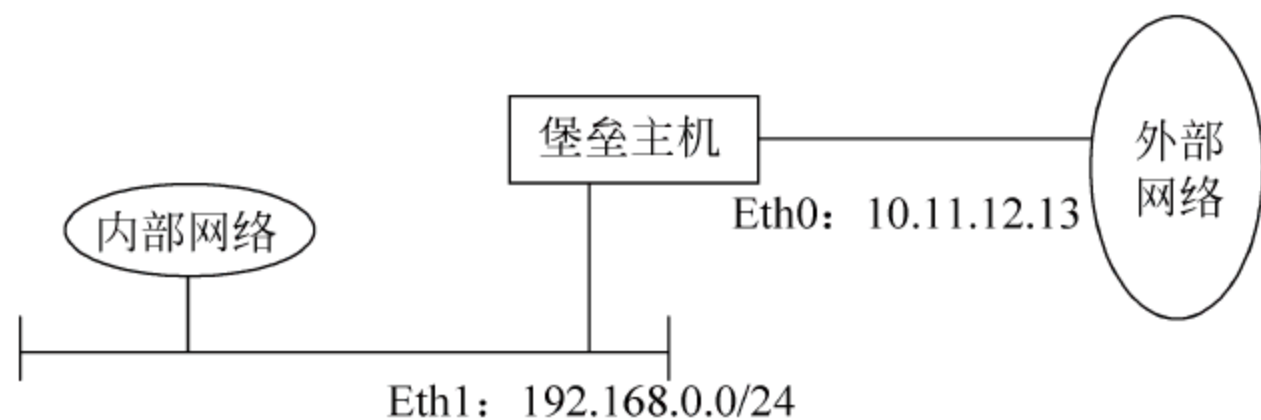 堡垒主机
外部
网络
Eth0：10.11.12.13
内部网络
Eth1：192.168.0.0/24